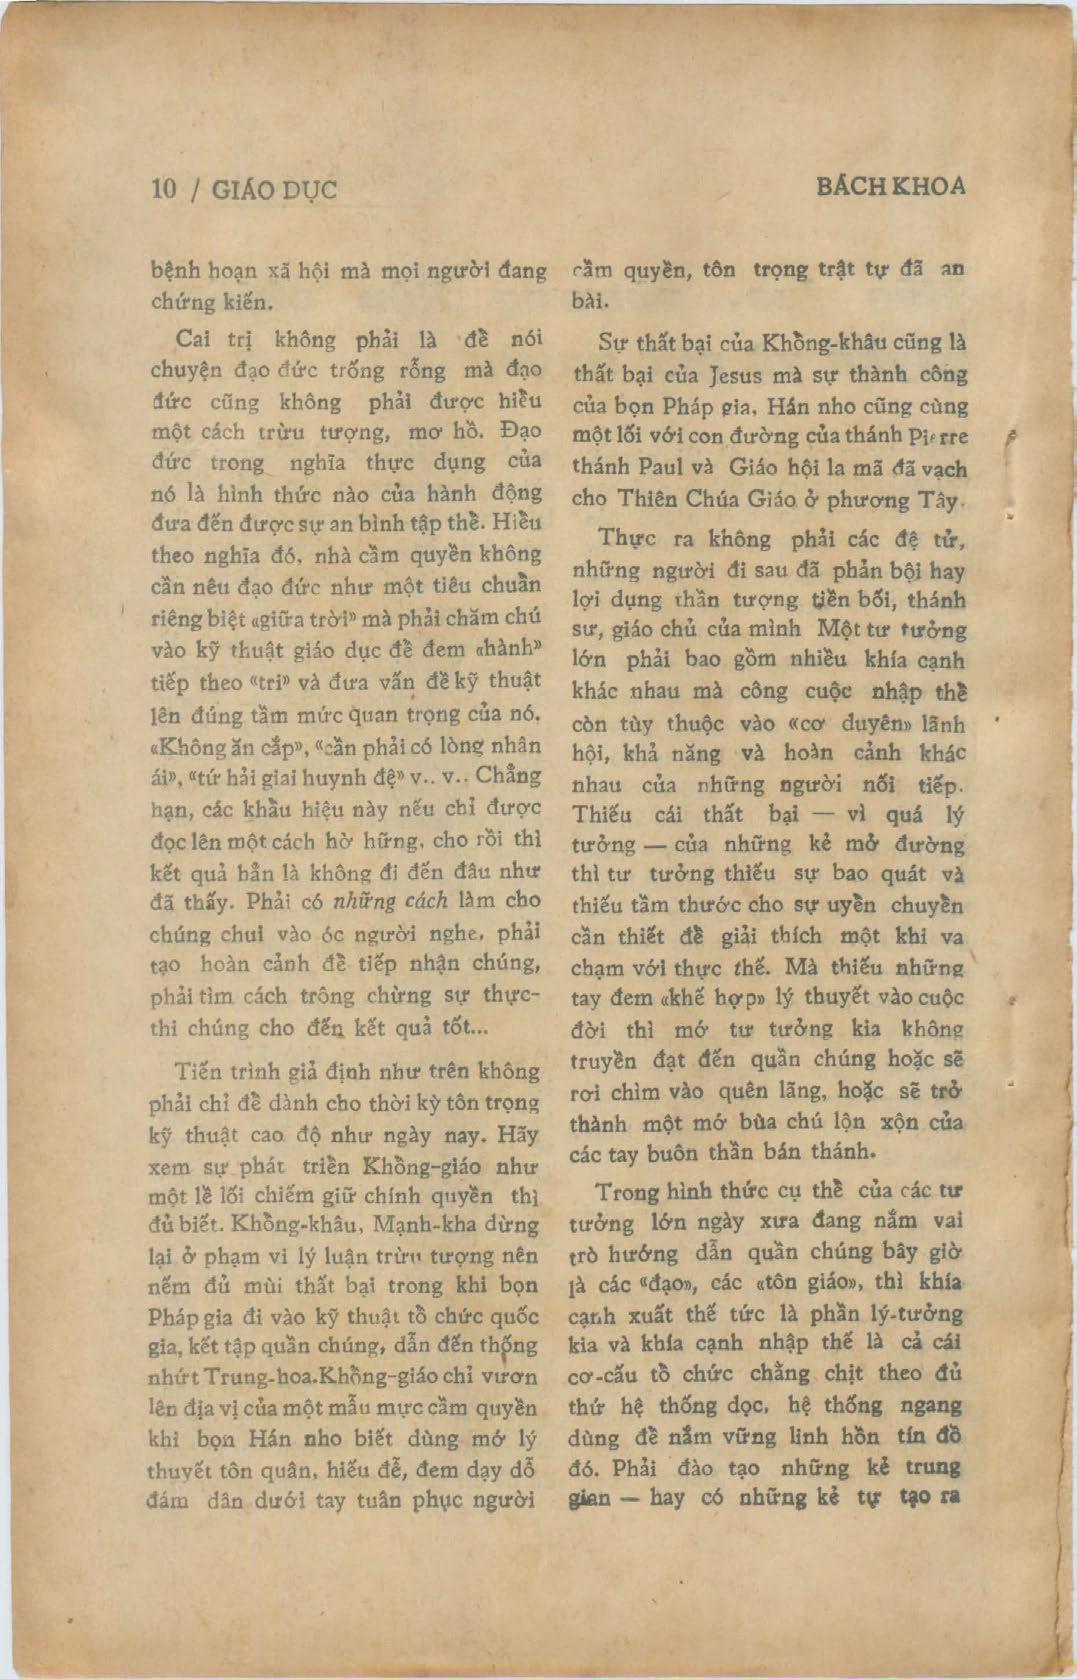 10 / GIÁO DỤC
BÁCH KHOA
bệnh hoạn xã hội mà mọi người đang
chứng kiến.
Cai trị không phải là để nói
chuyện đạo đức trống rỗng mà đạo
đức cũng không phải được hiểu
một cách trừu tượng, mơ hồ. Đạo
đức trong nghĩa thực dụng của
nó là hình thức nào của hành động
đưa đến được sự an bình tập thể. Hiểu
theo nghĩa đó, nhà cầm quyền không
cần nêu đạo đức như một tiêu chuẩn
riêng biệt «giữa trời» mà phải chăm chú
vào kỹ thuật giáo dục để đem «hành»
tiếp theo «tri» và đưa vấn đề kỹ thuật
lên đúng tầm mức quan trọng của nó.
«Không ăn cắp», «cần phải có lòng nhân
ái», «tứ hải giai huynh đệ» v.. v.. Chẳng
hạn, các khẩu hiệu này nếu chỉ được
đọc lên một cách hờ hững, cho rồi thì
kết quả hẳn là không đi đến đâu như
đã thấy. Phải có những cách làm cho
chúng chui vào óc người nghe, phải
tạo hoàn cảnh để tiếp nhận chúng,
phải tìm cách trông chừng sự thực-
thi chúng cho đến kết quả tốt...
Tiến trình giả định như trên không
phải chỉ để dành cho thời kỳ tôn trọng
kỹ thuật cao độ như ngày nay. Hãy
xem sự phát triển Khổng-giáo như
một lề lối chiếm giữ chính quyền thì
đủ biết. Khổng-khâu, Mạnh-kha dừng
lại ở phạm vi lý luận trừu tượng nên
nếm đủ mùi thất bại trong khi bọn
Pháp gia đi vào kỹ thuật tổ chức quốc
gia, kết tập quần chúng, dẫn đến thống
nhứt Trung-hoa.Khổng-giáo chỉ vươn
lên địa vị của một mẫu mực cầm quyền
khi bọn Hán nho biết dùng mớ lý
thuyết tôn quân, hiếu đễ, đem dạy dỗ
đám dân dưới tay tuân phục người
cầm quyền, tôn trọng trật tự đã an
bài.
Sự thất bại của Khổng-khâu cũng là
thất bại của Jesus mà sự thành công
của bọn Pháp gia, Hán nho cũng cùng
một lối với con đường của thánh Pierre
thánh Paul và Giáo hội la mã đã vạch
cho Thiên Chúa Giáo ở phương Tây.
Thực ra không phải các đệ tử,
những người đi sau đã phản bội hay
lợi dụng thần tượng tiền bối, thánh
sư, giáo chủ của mình Một tư tưởng
lớn phải bao gồm nhiều khía cạnh
khác nhau mà công cuộc nhập thế
còn tùy thuộc vào «cơ duyên» lãnh
hội, khả năng và hoàn cảnh khác
nhau của những người nối tiếp.
Thiếu cái thất bại — vì quá lý
tưởng — của những kẻ mở đường
thì tư tưởng thiếu sự bao quát và
thiếu tầm thước cho sự uyển chuyển
cần thiết để giải thích một khi va
chạm với thực thế. Mà thiếu những
tay đem «khế hợp» lý thuyết vào cuộc
đời thì mớ tư tưởng kia không
truyền đạt đến quần chúng hoặc sẽ
rơi chìm vào quên lãng, hoặc sẽ trở
thành một mớ bùa chú lộn xộn của
các tay buôn thần bán thánh.
Trong hình thức cụ thể của các tư
tưởng lớn ngày xưa đang nắm vai
trò hướng dẫn quần chúng bây giờ
là các «đạo», các «tôn giáo», thì khía
cạnh xuất thế tức là phần lý-tưởng
kia và khía cạnh nhập thế là cả cái
cơ-cấu tổ chức chằng chịt theo đủ
thứ hệ thống dọc, hệ thống ngang
dùng để nắm vững linh hồn tín đồ
đó. Phải đào tạo những kẻ trung
gian — hay có những kẻ tự tạo ra